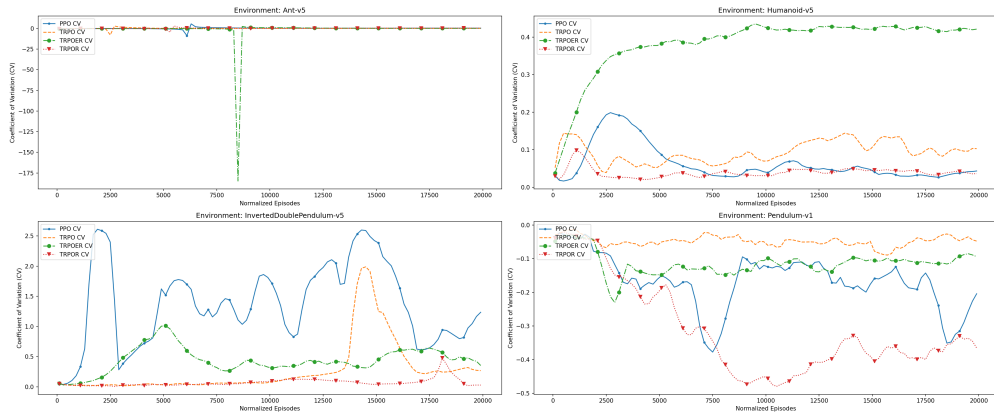 Environment: Ant-v5
Coefficient of Variation (CV)
0
−25
−50
−75
−100
−125
−150
−175
PPO CV
TRPO CV
TRPOER CV
TRPOR CV
0 2500 5000 7500 10000 12500 15000 17500 20000
Normalized Episodes
Environment: Humanoid-v5
Coefficient of Variation (CV)
0.4
0.3
0.2
0.1
0.0
PPO CV
TRPO CV
TRPOER CV
TRPOR CV
0 2500 5000 7500 10000 12500 15000 17500 20000
Normalized Episodes
Environment: InvertedDoublePendulum-v5
Coefficient of Variation (CV)
2.5
2.0
1.5
1.0
0.5
0.0
PPO CV
TRPO CV
TRPOER CV
TRPOR CV
0 2500 5000 7500 10000 12500 15000 17500 20000
Normalized Episodes
Environment: Pendulum-v1
Coefficient of Variation (CV)
0.0
−0.1
−0.2
−0.3
−0.4
−0.5
PPO CV
TRPO CV
TRPOER CV
TRPOR CV
0 2500 5000 7500 10000 12500 15000 17500 20000
Normalized Episodes